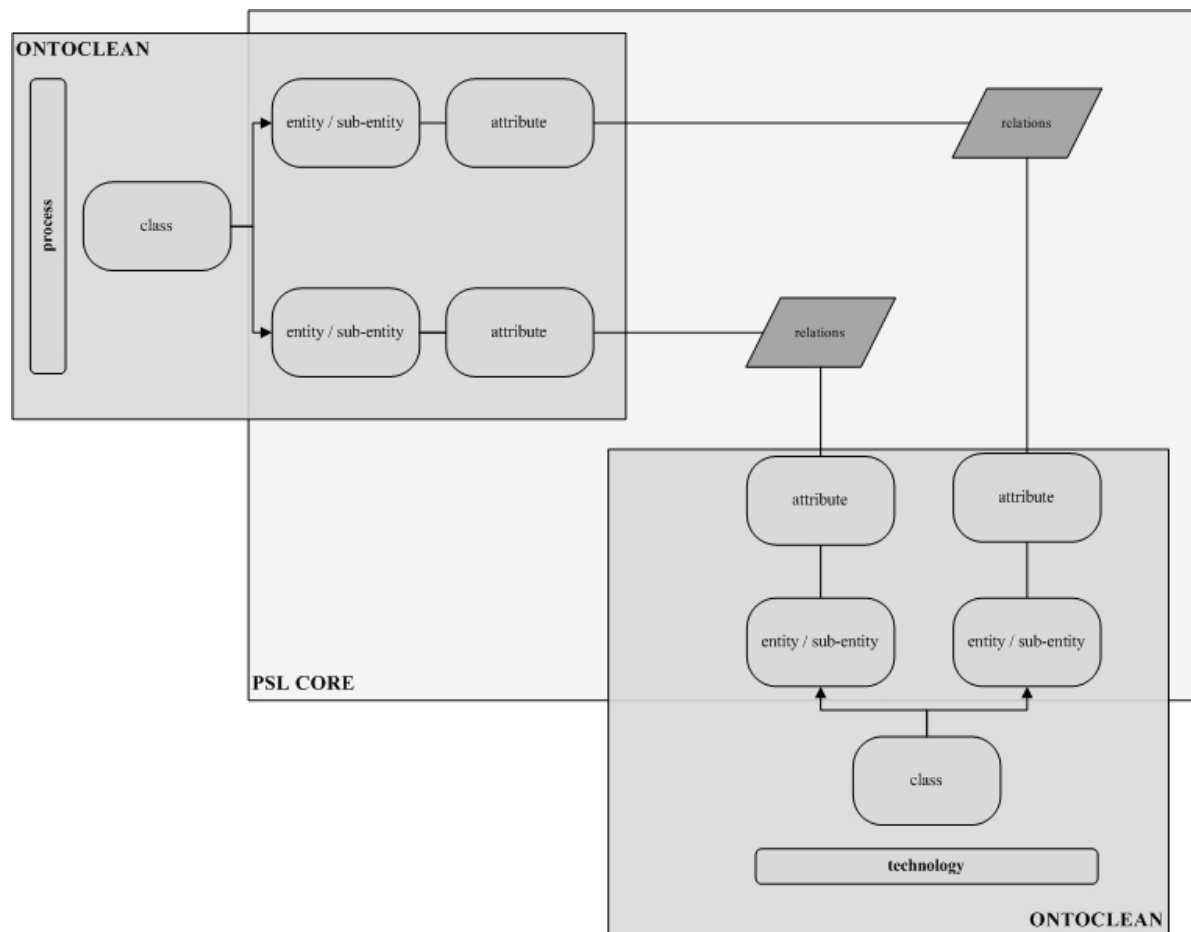 ONTOCLEAN
process
class
entity / sub-entity
attribute
relations
entity / sub-entity
attribute
relations
attribute
attribute
entity / sub-entity
entity / sub-entity
PSL CORE
class
technology
ONTOCLEAN